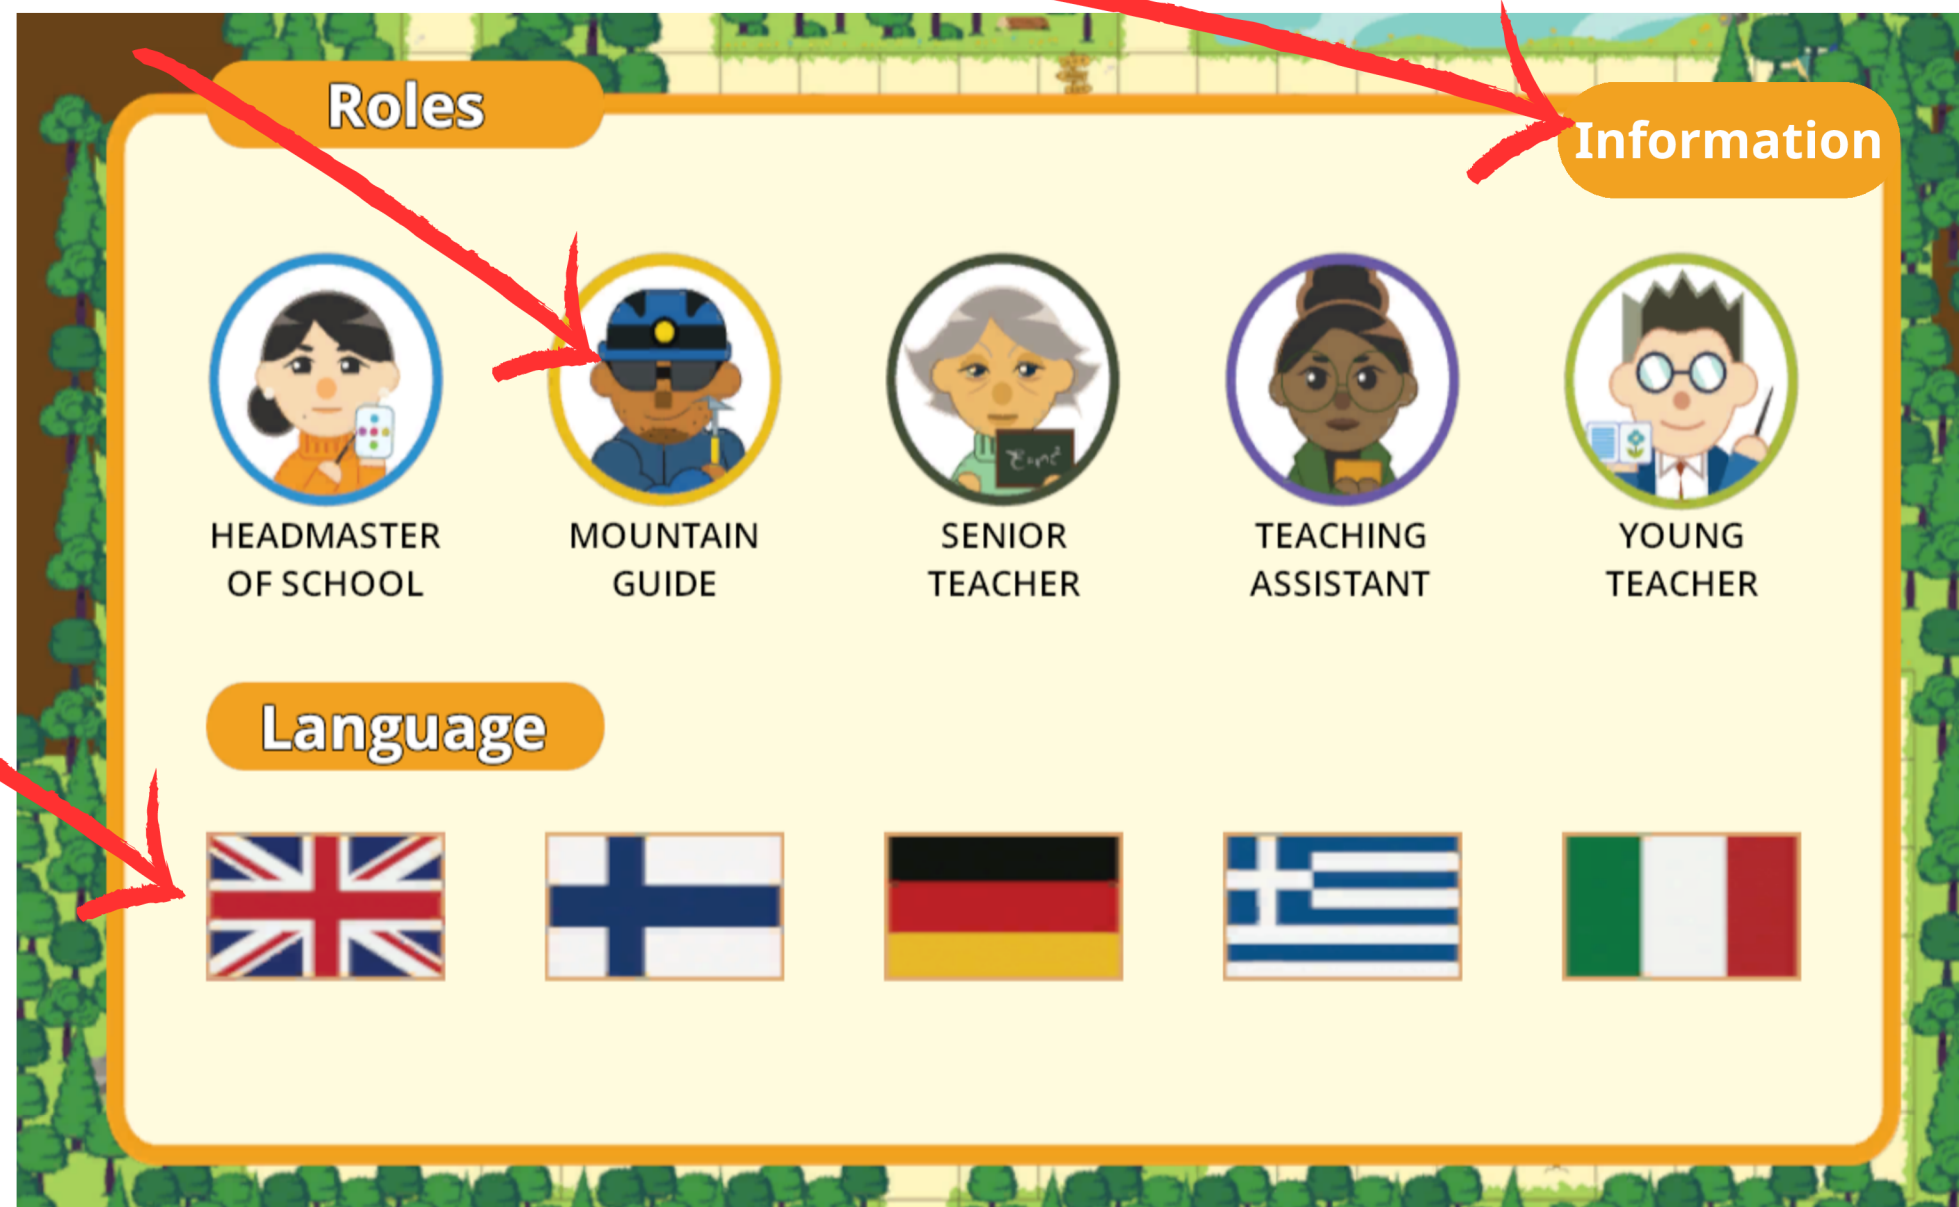 Roles
Information
HEADMASTER
OF SCHOOL
MOUNTAIN
GUIDE
SENIOR
TEACHER
TEACHING
ASSISTANT
YOUNG
TEACHER
Language